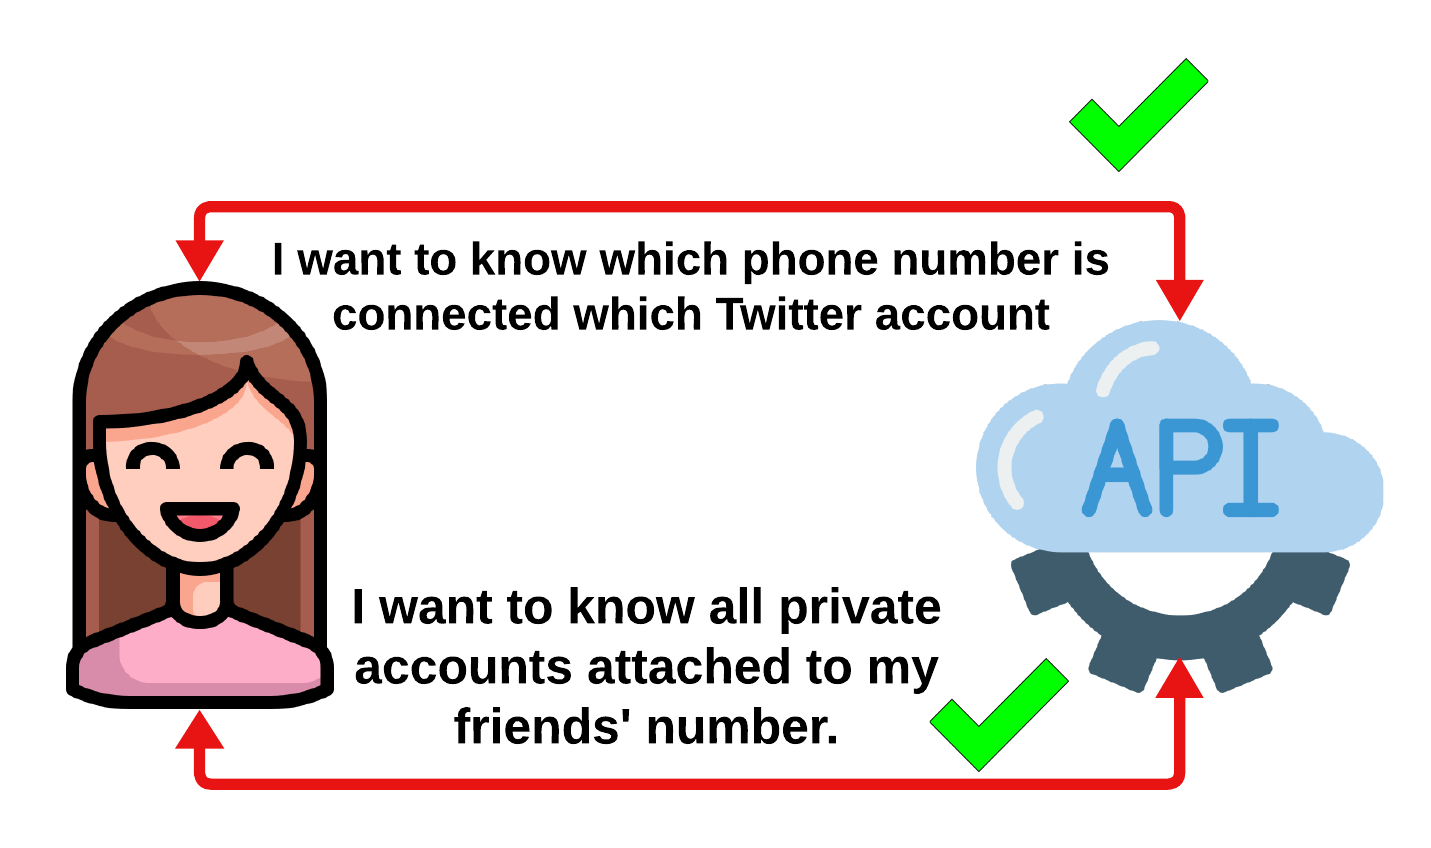 I want to know which phone number is
connected which Twitter account
API
I want to know all private
accounts attached to my
friends' number.